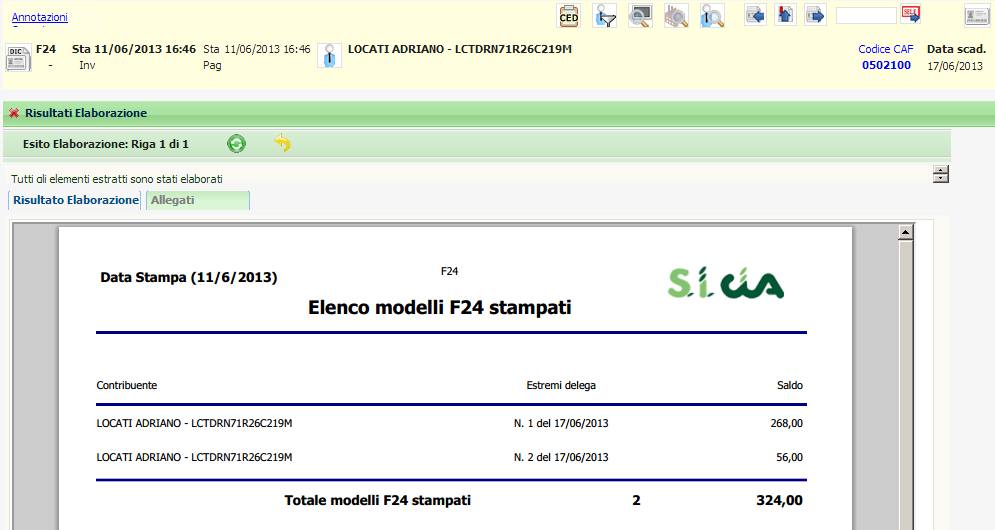 Annotazioni
CED
SELE
DIC F24 Sta 11/06/2013 16:46 Sta 11/06/2013 16:46 LOCATI ADRIANO - LCTDRN71R26C219M Codice CAF Data scad.
- Inv Pag 0502100 17/06/2013
Risultati Elaborazione
Esito Elaborazione: Riga 1 di 1
Tutti gli elementi estratti sono stati elaborati
Risultato Elaborazione Allegati
Data Stampa (11/6/2013) F24 S.I.CIA
Elenco modelli F24 stampati
Contribuente Estremi delega Saldo
LOCATI ADRIANO - LCTDRN71R26C219M N. 1 del 17/06/2013 268,00
LOCATI ADRIANO - LCTDRN71R26C219M N. 2 del 17/06/2013 56,00
Totale modelli F24 stampati 2 324,00